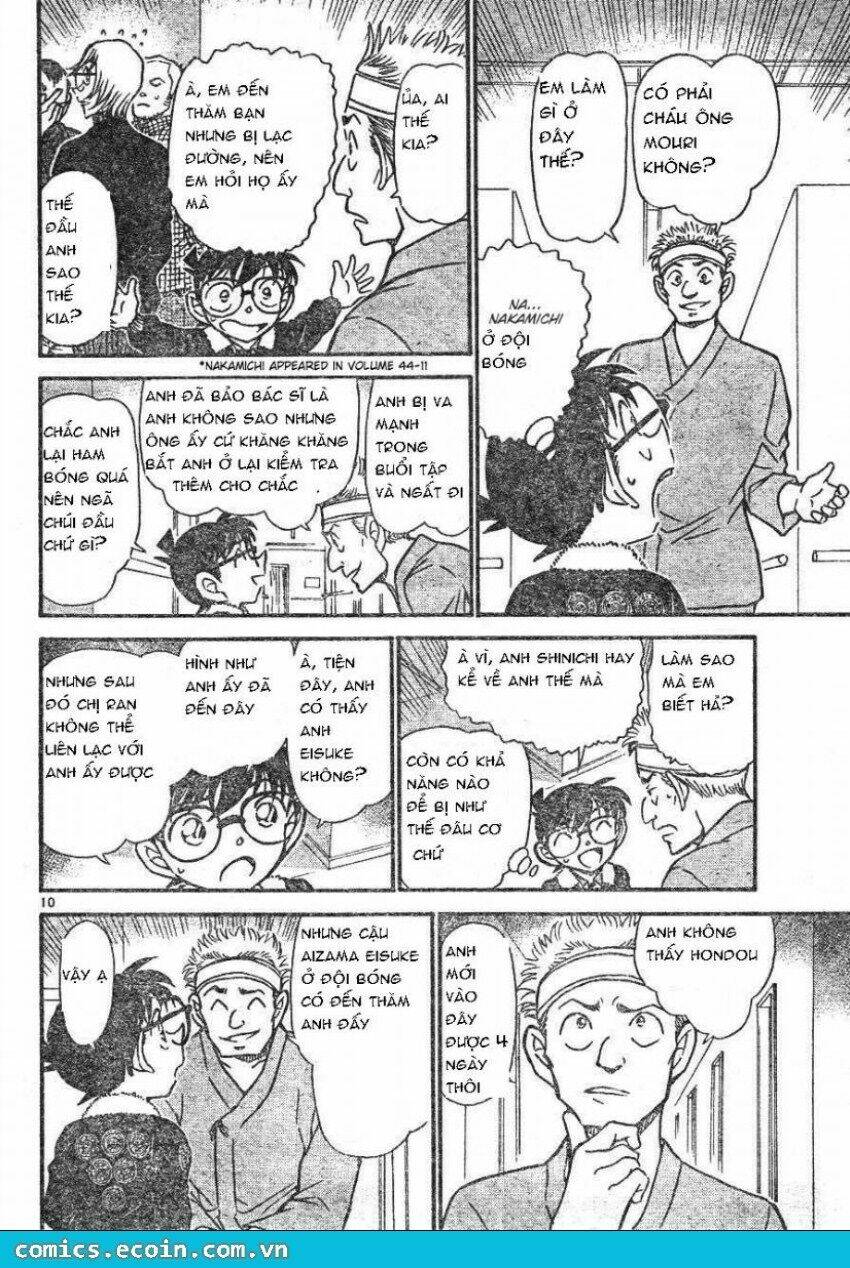 CÓ PHẢI
CHÁU ÔNG
MOURI
KHÔNG?
EM LÀM
GÌ Ở
ĐÂY
THẾ?
NA...
NAKAMICHI
Ở ĐỘI
BÓNG
ỦA, AI
THẾ
KIA?
À, EM ĐẾN
THĂM BẠN
NHƯNG BỊ LẠC
ĐƯỜNG, NÊN
EM HỎI HỌ ẤY
MÀ
THẾ
ĐẦU
ANH
SAO
THẾ
KIA?
*NAKAMICHI APPEARED IN VOLUME 44-11
ANH BỊ VA
MẠNH
TRONG
BUỔI TẬP
VÀ NGẤT ĐI
ANH ĐÃ BẢO BÁC SĨ LÀ
ANH KHÔNG SAO NHƯNG
ÔNG ẤY CỨ KHĂNG KHĂNG
BẮT ANH Ở LẠI KIỂM TRA
THÊM CHO CHẮC
CHẮC ANH
LẠI HAM
BÓNG QUÁ
NÊN NGÃ
CHÚI ĐẦU
CHỨ GÌ?
LÀM SAO
MÀ EM
BIẾT HẢ?
À VÌ, ANH SHINICHI HAY
KỂ VỀ ANH THẾ MÀ
CÒN CÓ KHẢ
NĂNG NÀO
ĐỂ BỊ NHƯ
THẾ ĐÂU CƠ
CHỨ
À, TIỆN
ĐÂY, ANH
CÓ THẤY
ANH
EISUKE
KHÔNG?
HÌNH NHƯ
ANH ẤY ĐÃ
ĐẾN ĐÂY
NHƯNG SAU
ĐÓ CHỊ RAN
KHÔNG THỂ
LIÊN LẠC VỚI
ANH ẤY ĐƯỢC
10
ANH KHÔNG
THẤY HONDOU
ANH
MỚI
VÀO
ĐÂY
ĐƯỢC 4
NGÀY
THÔI
NHƯNG CẬU
AIZAMA EISUKE
Ở ĐỘI BÓNG
CÓ ĐẾN THĂM
ANH ĐẤY
VẬY Ạ
comics.ecoin.com.vn